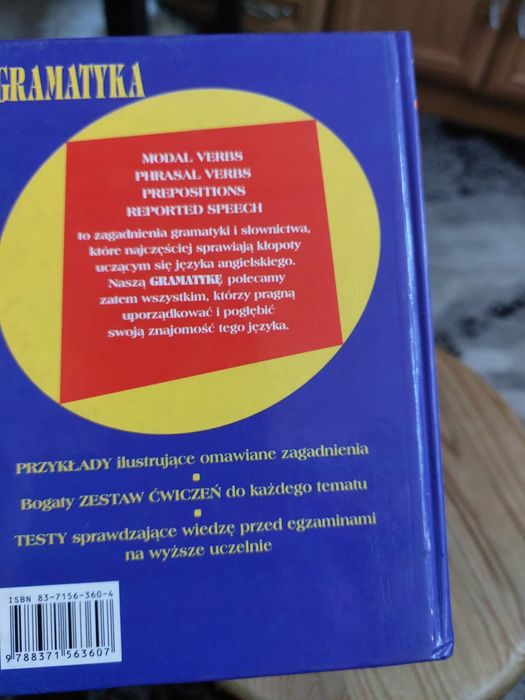 GRAMATYKA
MODAL VERBS
PHRASAL VERBS
PREPOSITIONS
REPORTED SPEECH
to zagadnienia gramatyki i słownictwa,
które najczęściej sprawiają kłopoty
uczącym się języka angielskiego.
Naszą GRAMATYKĘ polecamy
zatem wszystkim, którzy pragną
uporządkować i pogłębić
swoją znajomość tego języka.
PRZYKŁADY ilustrujące omawiane zagadnienia
Bogaty ZESTAW ĆWICZEŃ do każdego tematu
TESTY sprawdzające wiedzę przed egzaminami
na wyższe uczelnie
ISBN 83-7156-360-4
9 788371 563607